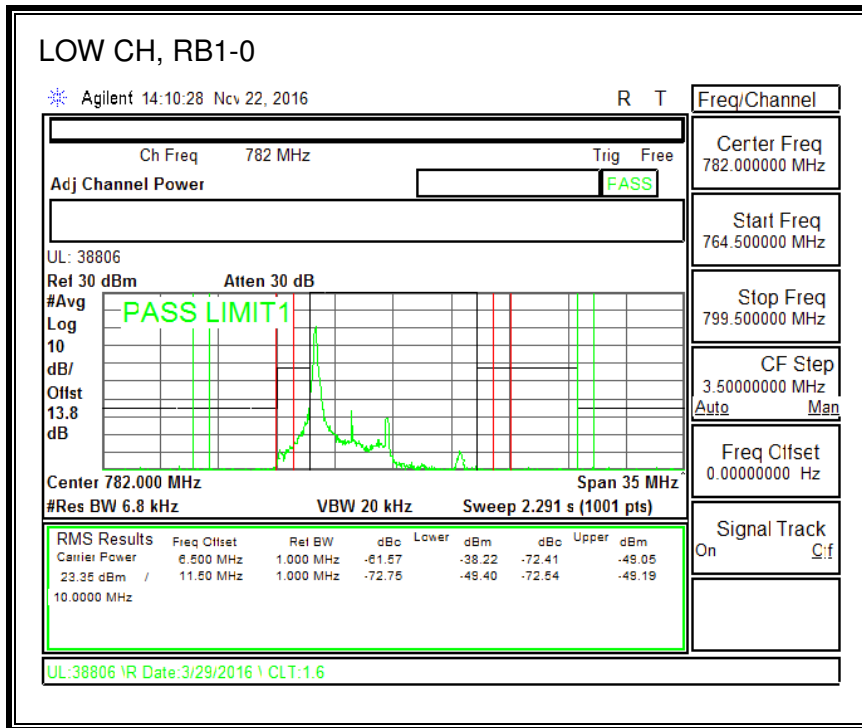 LOW CH, RB1-0
Agilent 14:10:28 Nov 22, 2016 R T
Freq/Channel
Ch Freq 782 MHz Trig Free
Adj Channel Power PASS
Center Freq
782.000000 MHz
UL: 38806
Start Freq
764.500000 MHz
Ref 30 dBm Atten 30 dB
#Avg
Log
10
dB/
Offst
13.8
dB
PASS LIMIT1
Stop Freq
799.500000 MHz
CF Step
3.50000000 MHz
Auto Man
Freq Offset
0.00000000 Hz
Center 782.000 MHz Span 35 MHz
#Res BW 6.8 kHz VBW 20 kHz Sweep 2.291 s (1001 pts)
Signal Track
On Off
RMS Results Freq Offset Ref BW dBc Lower dBm dBc Upper dBm
Carrier Power 6.500 MHz 1.000 MHz -61.57 -38.22 -72.41 -49.05
23.35 dBm / 11.50 MHz 1.000 MHz -72.75 -49.40 -72.54 -49.19
10.0000 MHz
UL:38806 \R Date:3/29/2016 \ CLT:1.6